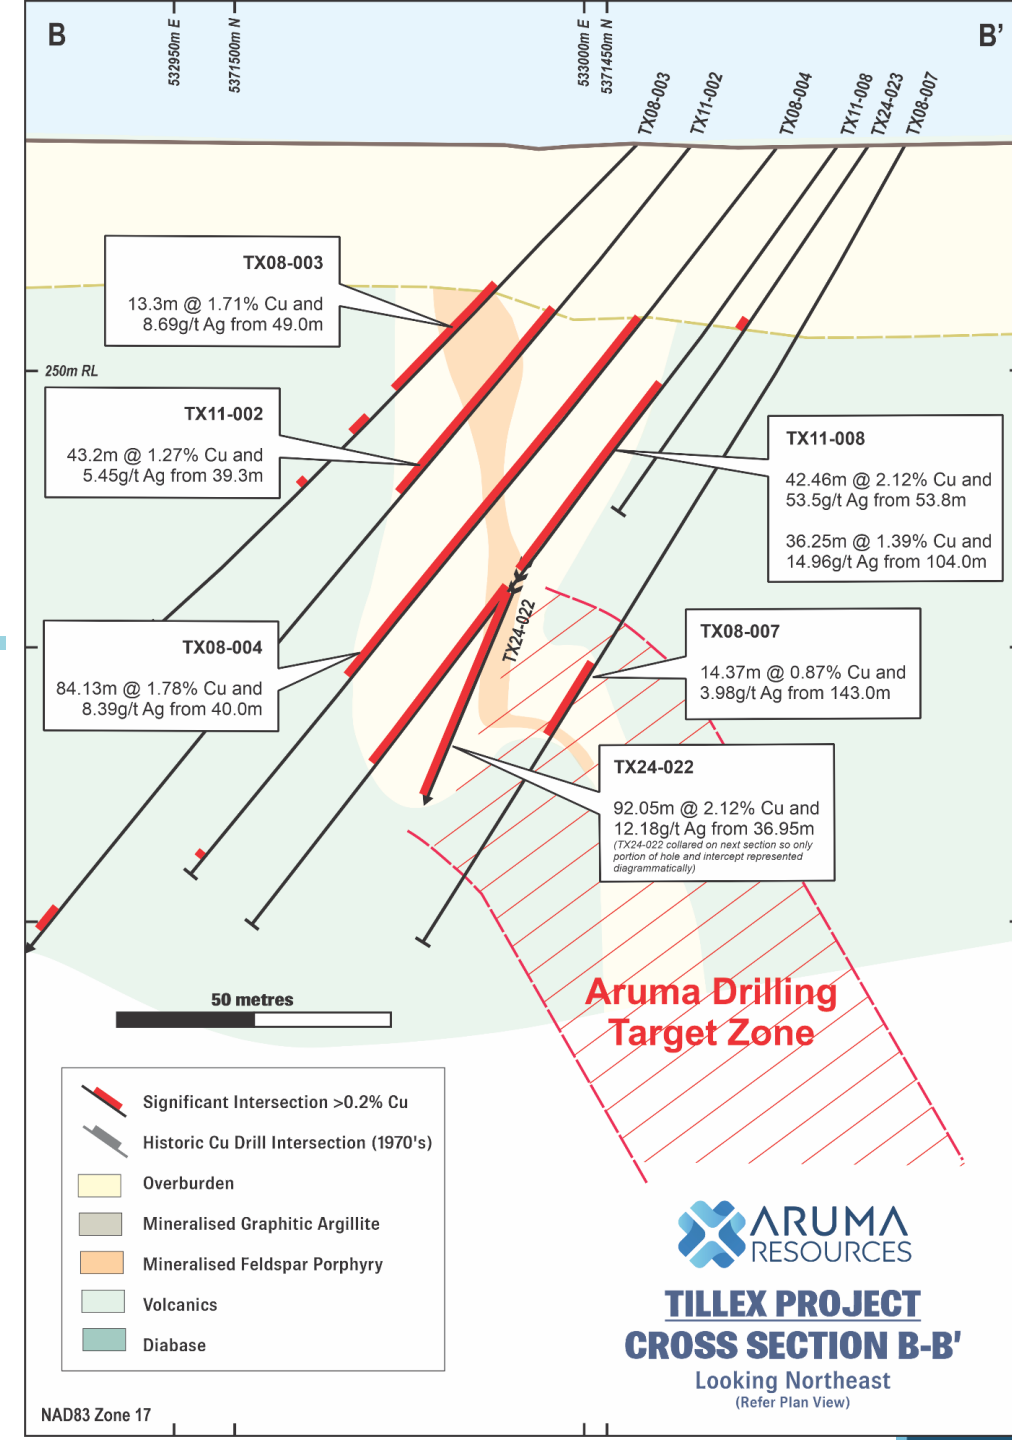 B
B'
532950m E
5371500m N
533000m E
5371450m N
TX08-003
TX11-002
TX08-004
TX11-008
TX24-023
TX08-007
TX08-003
13.3m @ 1.71% Cu and
8.69g/t Ag from 49.0m
250m RL
TX11-002
43.2m @ 1.27% Cu and
5.45g/t Ag from 39.3m
TX11-008
42.46m @ 2.12% Cu and
53.5g/t Ag from 53.8m
36.25m @ 1.39% Cu and
14.96g/t Ag from 104.0m
TX24-022
TX08-004
84.13m @ 1.78% Cu and
8.39g/t Ag from 40.0m
TX08-007
14.37m @ 0.87% Cu and
3.98g/t Ag from 143.0m
TX24-022
92.05m @ 2.12% Cu and
12.18g/t Ag from 36.95m
(TX24-022 collared on next section so only
portion of hole and intercept represented
diagrammatically)
Aruma Drilling
Target Zone
50 metres
Significant Intersection >0.2% Cu
Historic Cu Drill Intersection (1970's)
Overburden
Mineralised Graphitic Argillite
Mineralised Feldspar Porphyry
Volcanics
Diabase
ARUMA
RESOURCES
TILLEX PROJECT
CROSS SECTION B-B'
Looking Northeast
(Refer Plan View)
NAD83 Zone 17